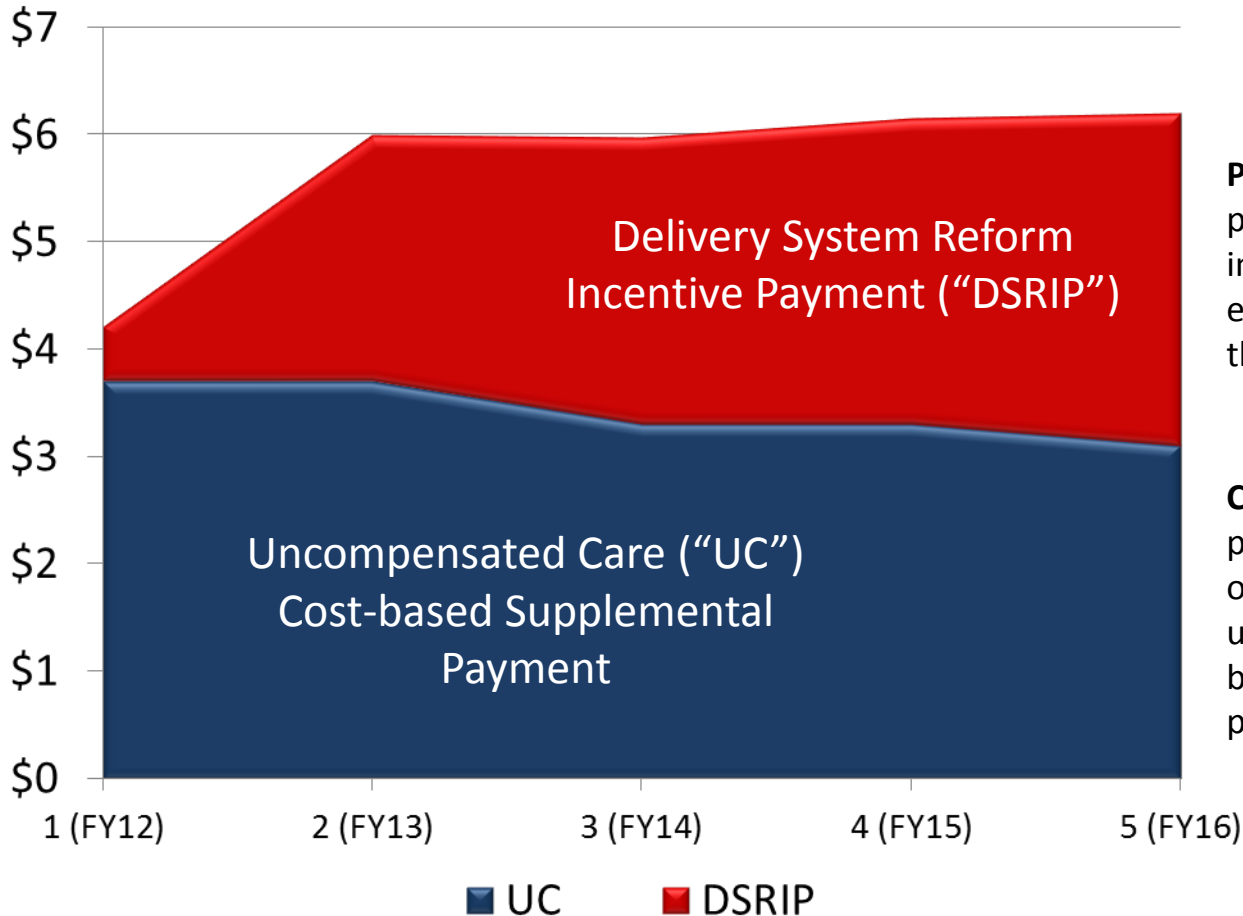 $7
$6
$5
$4
$3
$2
$1
$0
Delivery System Reform
Incentive Payment (“DSRIP”)
Uncompensated Care (“UC”)
Cost-based Supplemental
Payment
1 (FY12) 2 (FY13) 3 (FY14) 4 (FY15) 5 (FY16)
UC DSRIP